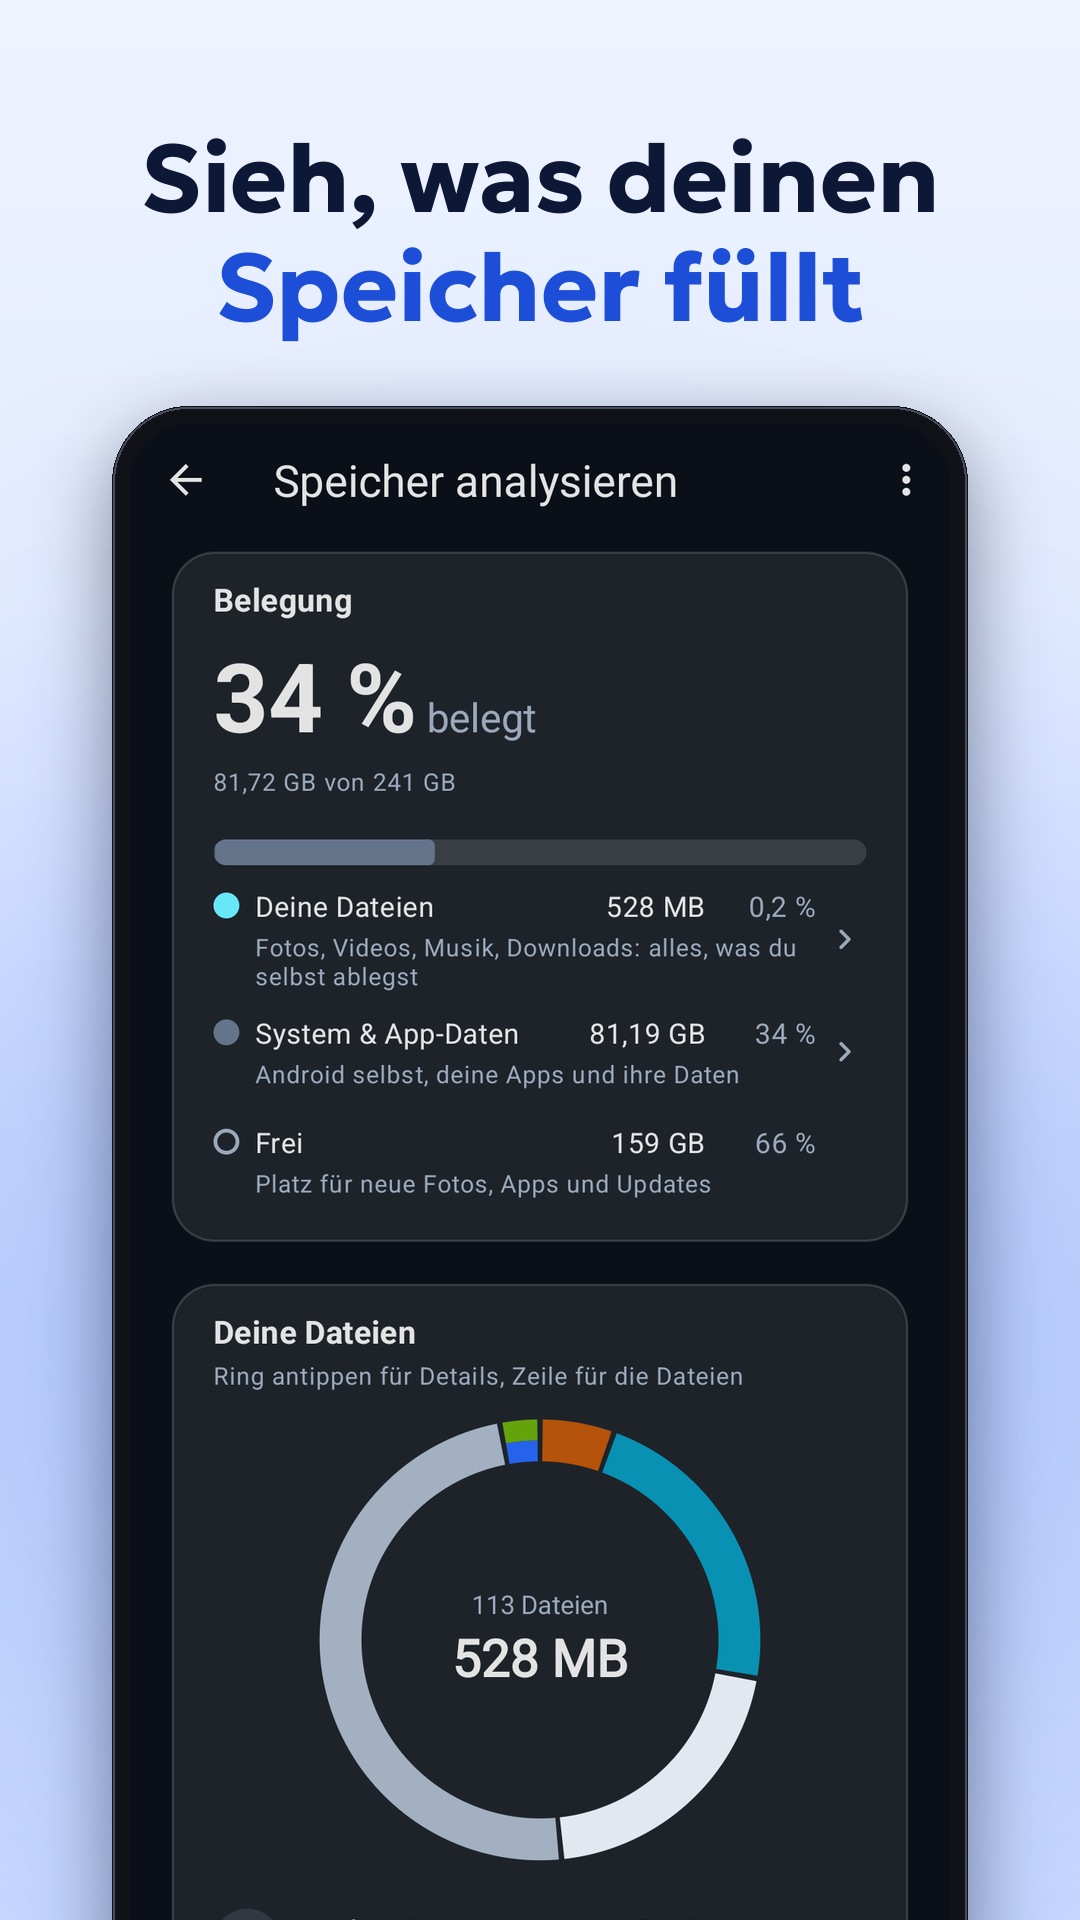 Sieh, was deinen
Speicher füllt
Speicher analysieren
Belegung
34 % belegt
81,72 GB von 241 GB
Deine Dateien 528 MB 0,2 %
Fotos, Videos, Musik, Downloads: alles, was du
selbst ablegst
System & App-Daten 81,19 GB 34 %
Android selbst, deine Apps und ihre Daten
Frei 159 GB 66 %
Platz für neue Fotos, Apps und Updates
Deine Dateien
Ring antippen für Details, Zeile für die Dateien
113 Dateien
528 MB